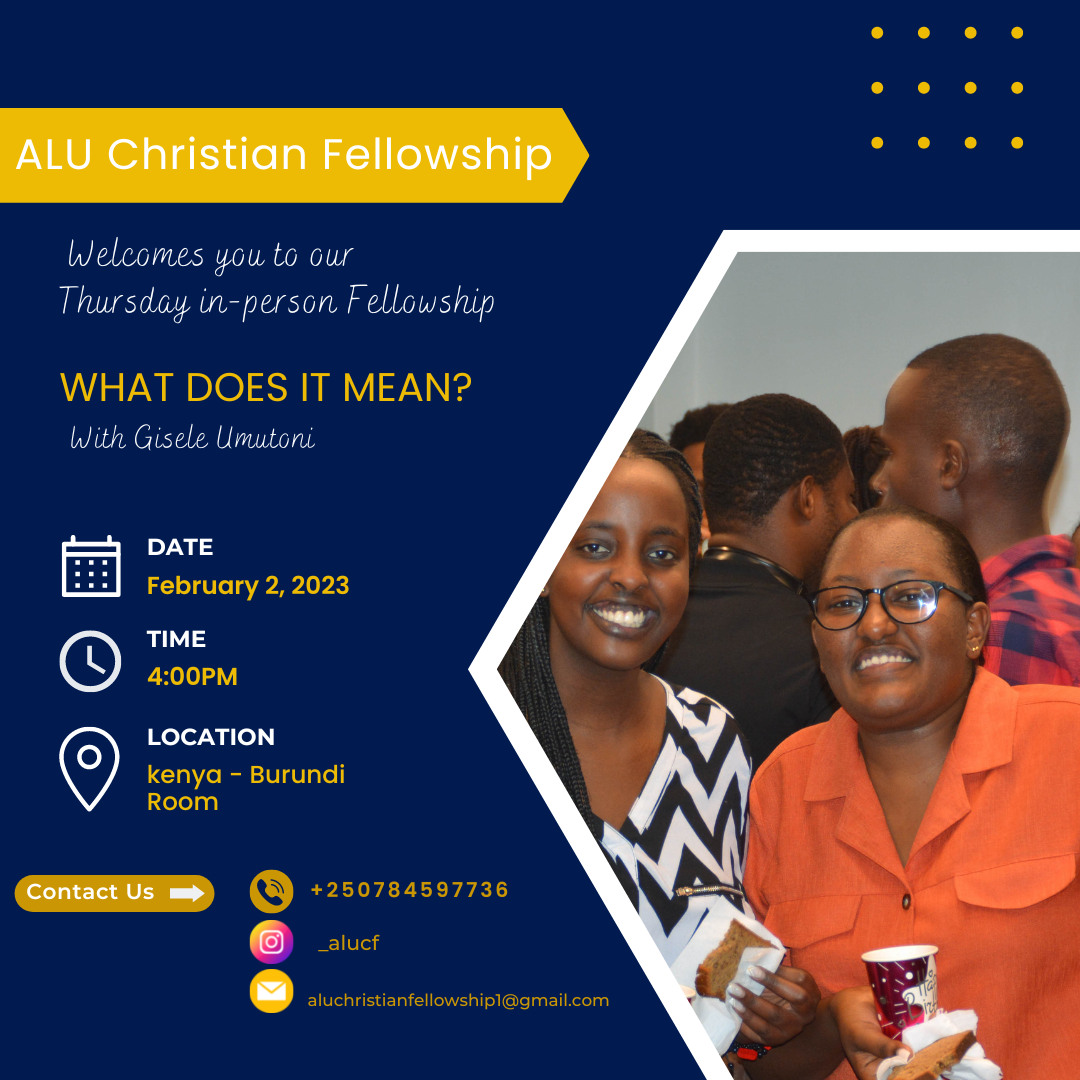 ALU Christian Fellowship
Welcomes you to our
Thursday in-person Fellowship
WHAT DOES IT MEAN?
With Gisele Umutoni
DATE
February 2, 2023
TIME
4:00PM
LOCATION
kenya - Burundi
Room
Contact Us
+250784597736
_alucf
aluchristianfellowship1@gmail.com